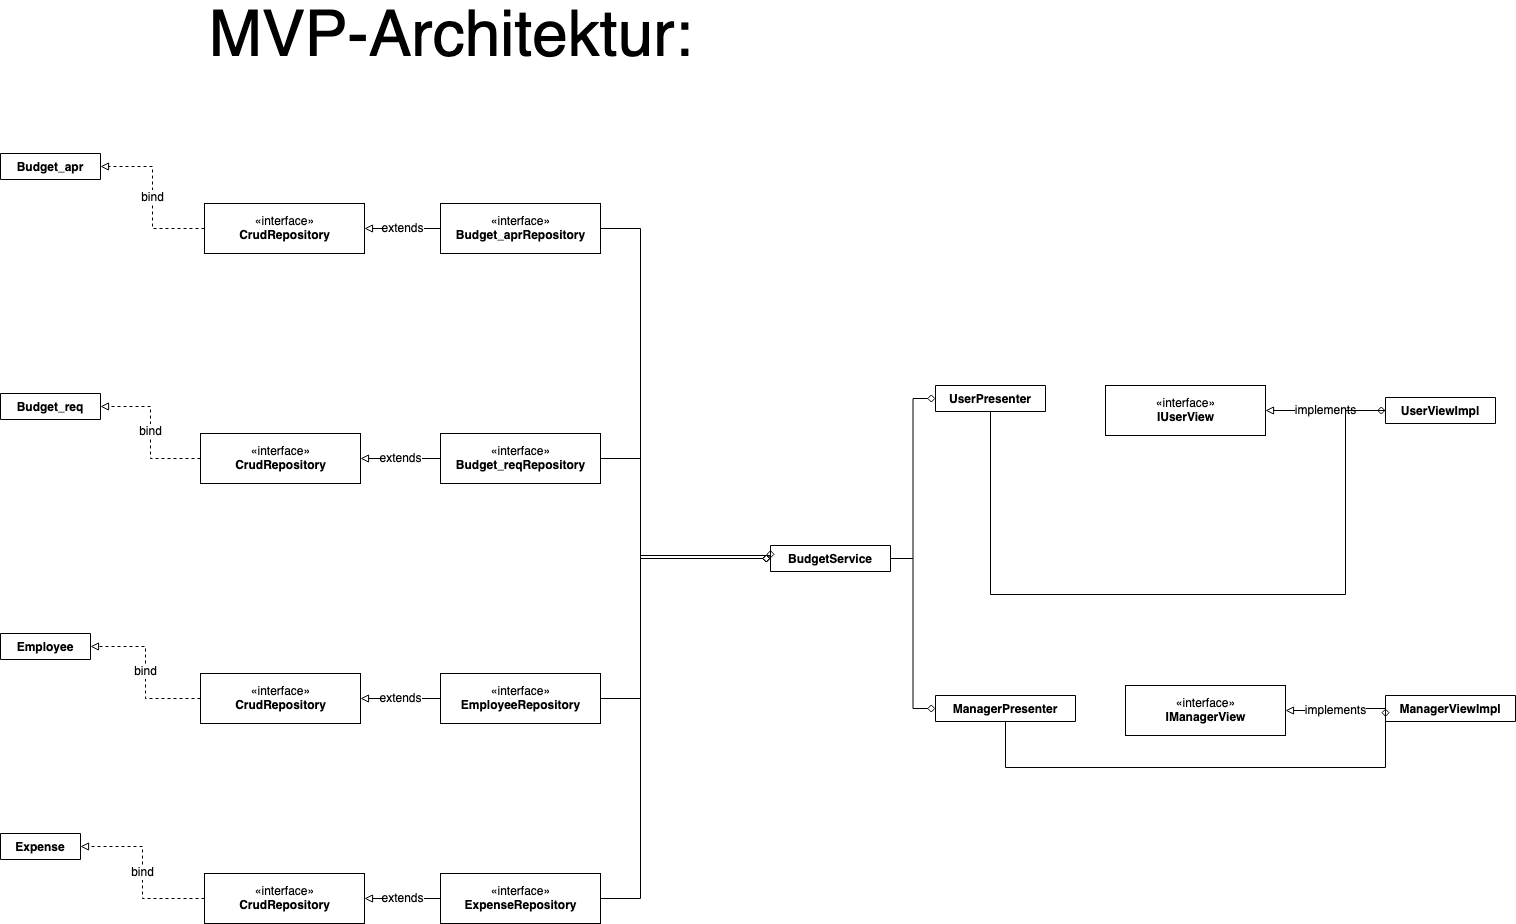 MVP-Architektur:
Budget_apr
bind
«interface»
CrudRepository
extends
«interface»
Budget_aprRepository
Budget_req
bind
«interface»
CrudRepository
extends
«interface»
Budget_reqRepository
Employee
bind
«interface»
CrudRepository
extends
«interface»
EmployeeRepository
Expense
bind
«interface»
CrudRepository
extends
«interface»
ExpenseRepository
BudgetService
UserPresenter
«interface»
IUserView
implements
UserViewImpl
ManagerPresenter
«interface»
IManagerView
implements
ManagerViewImpl